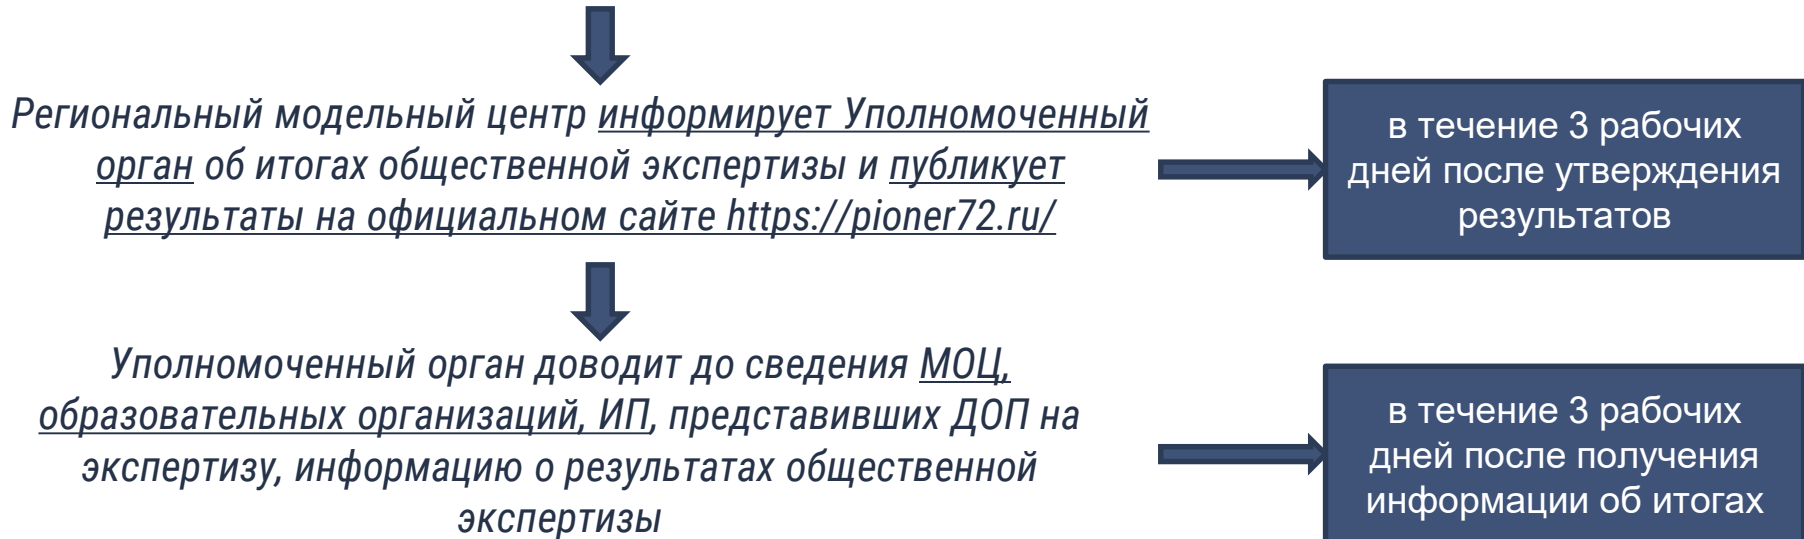 Региональный модельный центр информирует Уполномоченный
орган об итогах общественной экспертизы и публикует
результаты на официальном сайте https://pioner72.ru/
в течение 3 рабочих
дней после утверждения
результатов
Уполномоченный орган доводит до сведения МОЦ,
образовательных организаций, ИП, представивших ДОП на
экспертизу, информацию о результатах общественной
экспертизы
в течение 3 рабочих
дней после получения
информации об итогах